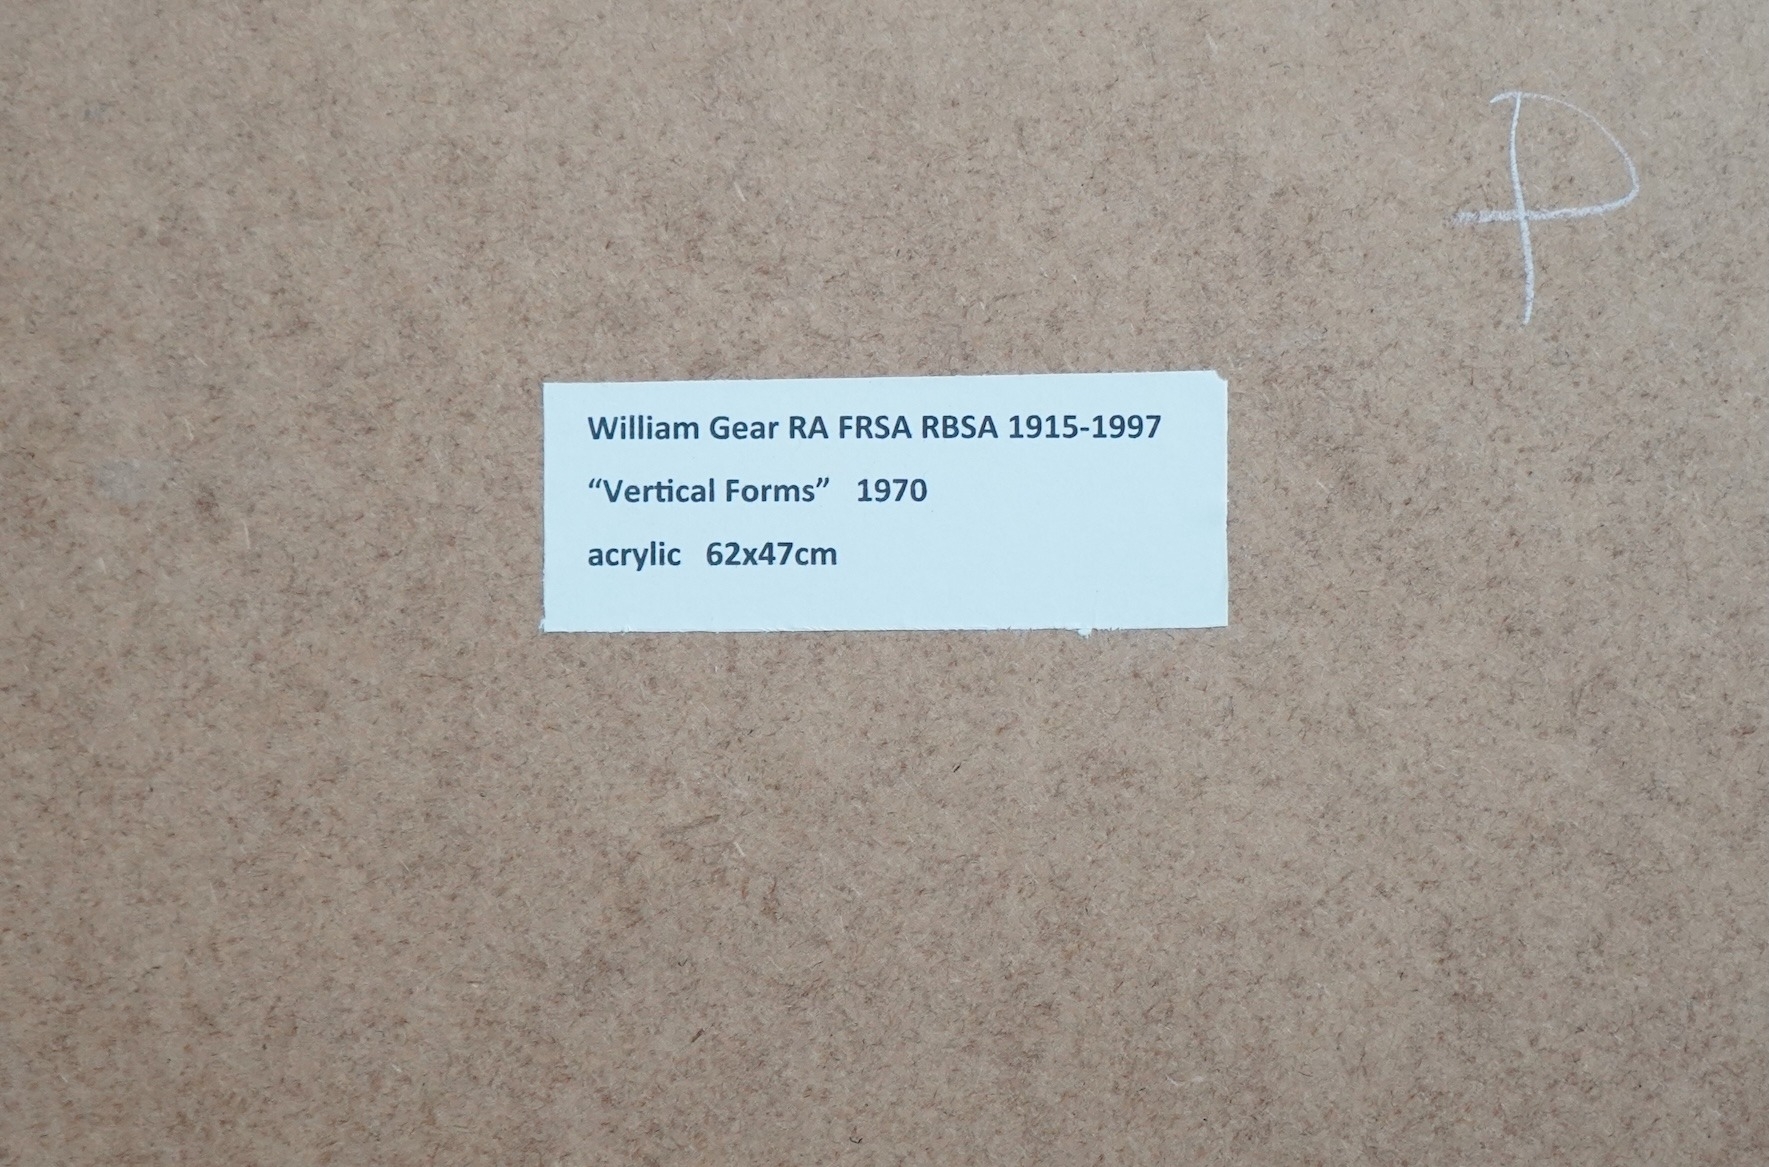 P
William Gear RA FRSA RBSA 1915-1997
“Vertical Forms” 1970
acrylic 62x47cm